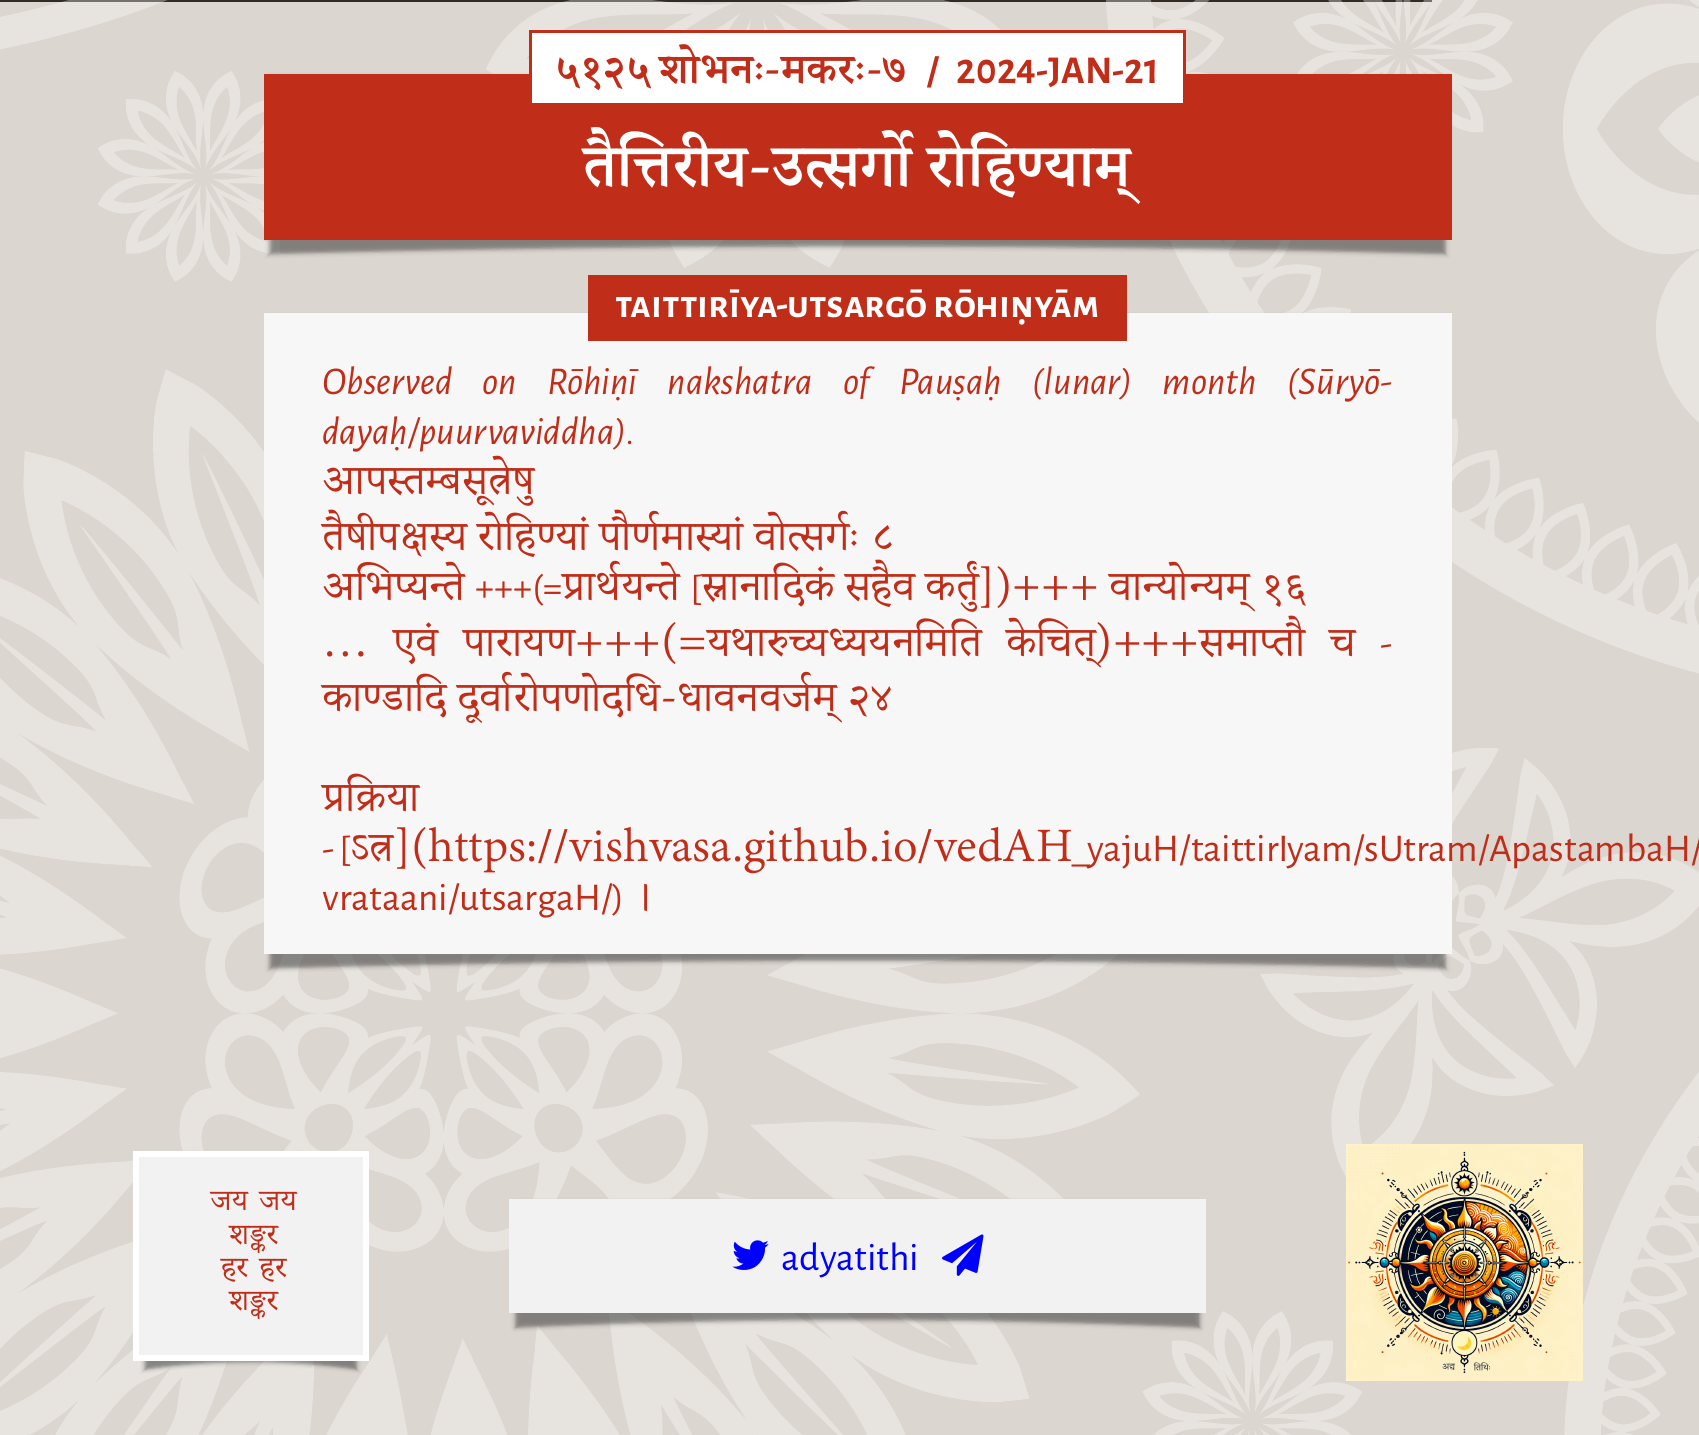 ५१२५ शोभनः-मकरः-७ / 2024-JAN-21
तैत्तिरीय-उत्सर्गो रोहिण्याम्
TAITTIRĪYA-UTSARGŌ RŌHIṆYĀM
Observed on Rōhiṇī nakshatra of Pauṣaḥ (lunar) month (Sūryō-
dayaḥ/puurvaviddha).
आपस्तम्बसूत्रेषु
तैषीपक्षस्य रोहिण्यां पौर्णमास्यां वोत्सर्गः ८
अभिप्यन्ते +++(=प्रार्थयन्ते [स्नानादिकं सहैव कर्तुं])+++ वान्योन्यम् १६
... एवं पारायण+++(=यथारुच्यध्ययनमिति केचित्)+++समाप्तौ च -
काण्डादि दूर्वारोपणोदधि-धावनवर्जम् २४
प्रक्रिया
- [ऽत्र](https://vishvasa.github.io/vedAH_yajuH/taittirIyam/sUtram/ApastambaH/
vrataani/utsargaH/) ।
जय जय
शङ्कर
हर हर
शङ्कर
adyatithi
अद्य तिथिः